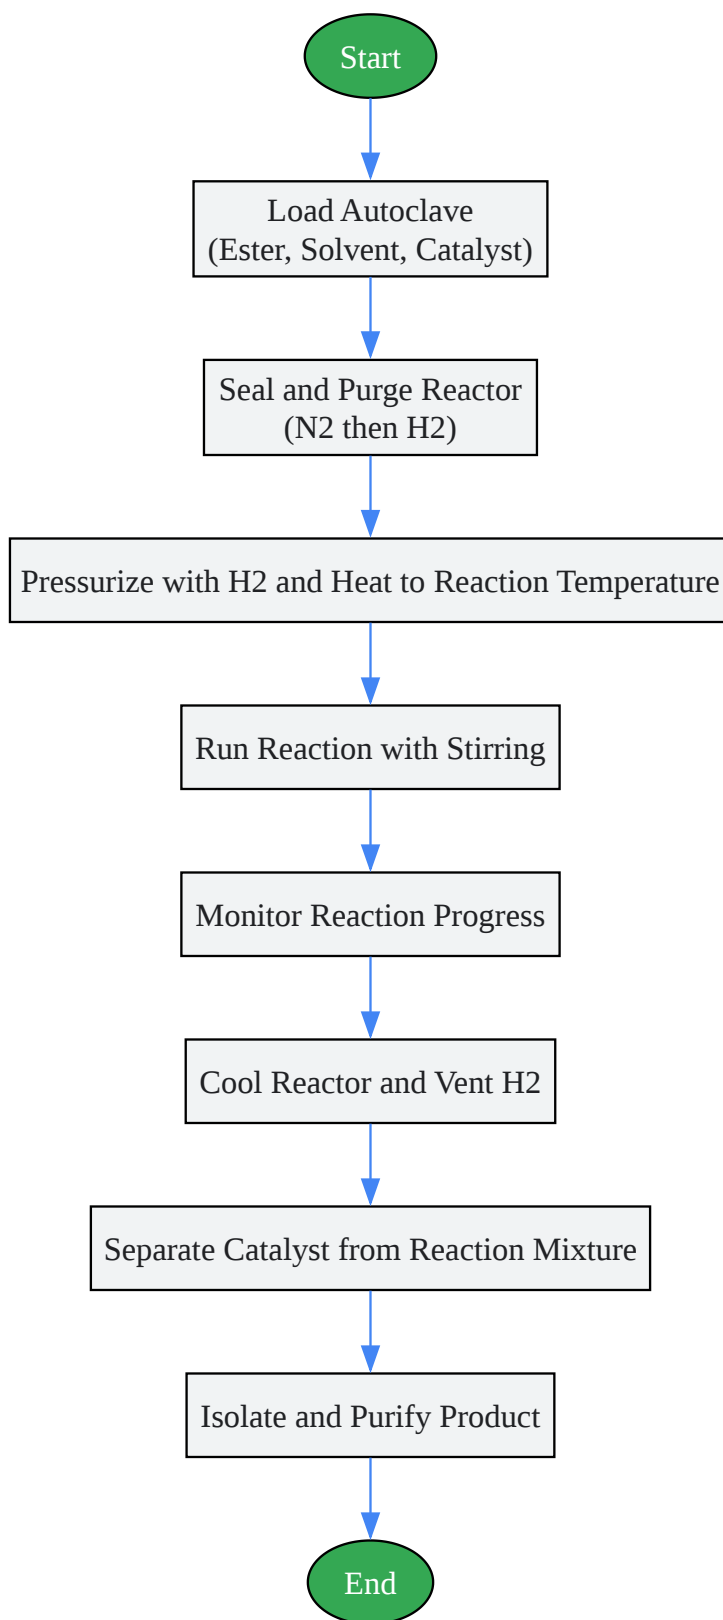 Start
Load Autoclave
(Ester, Solvent, Catalyst)
Seal and Purge Reactor
(N2 then H2)
Pressurize with H2 and Heat to Reaction Temperature
Run Reaction with Stirring
Monitor Reaction Progress
Cool Reactor and Vent H2
Separate Catalyst from Reaction Mixture
Isolate and Purify Product
End